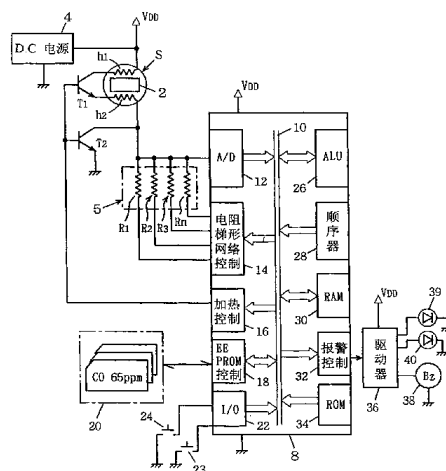 4
DC 电源
VDD
h1
S
2
T1
h2
T2
5
R1 R2 R3 Rn
VDD
10
A/D
12
ALU
26
电阻
梯形
网络
控制
14
顺序
器
28
加热
控制
16
RAM
30
EE
PROM
控制
18
报警
控制
32
I/O
22
ROM
34
8
CO 65ppm
20
24
23
VDD
驱
动
器
36
39
40
Bz
38